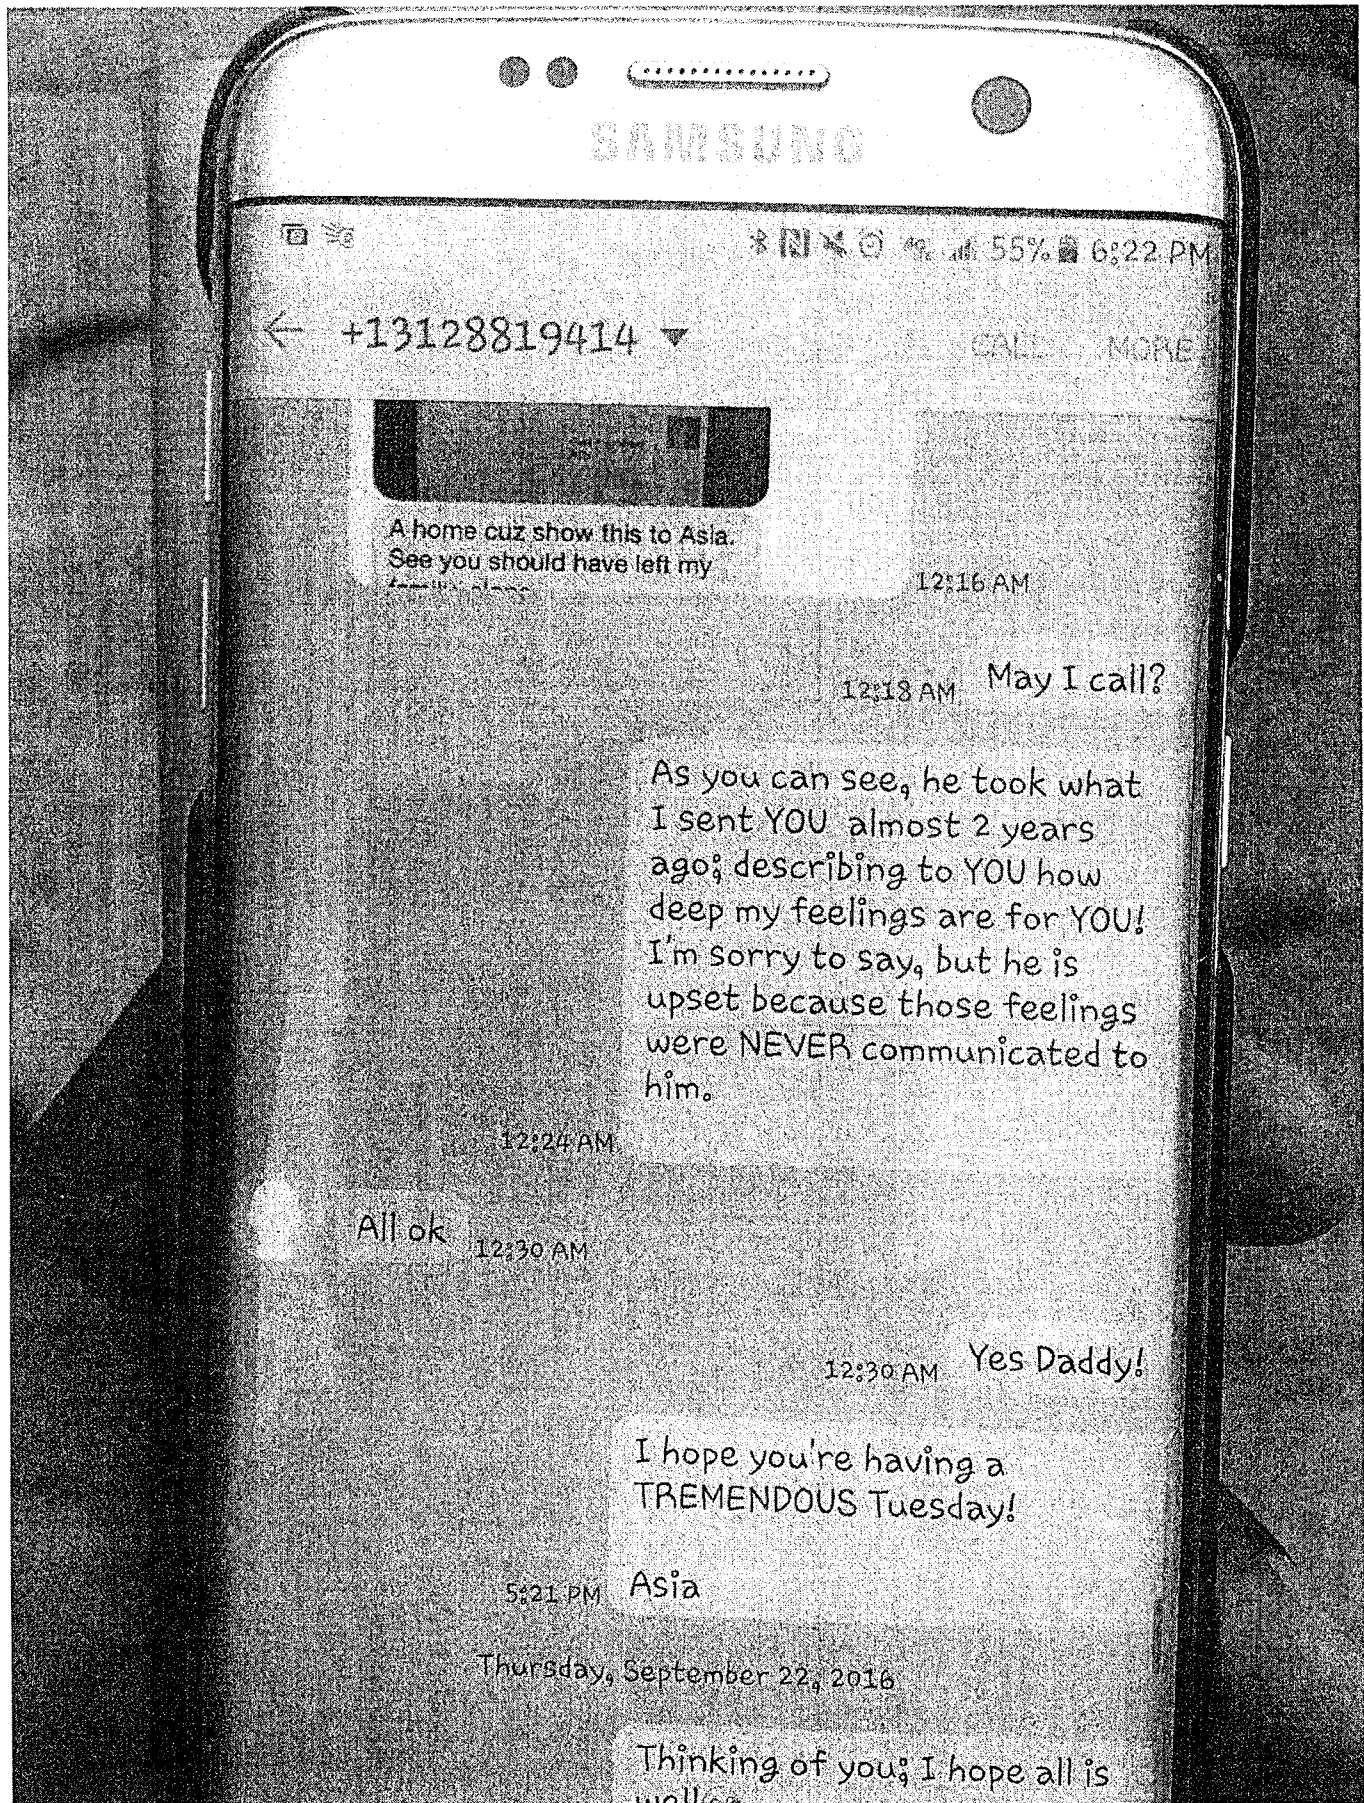 SAMSUNG
55% 6:22 PM
+13128819414
CALL MORE
A home cuz show this to Asia.
See you should have left my
12:16 AM
May I call?
12:18 AM
As you can see, he took what
I sent YOU almost 2 years
ago; describing to YOU how
deep my feelings are for YOU!
I'm sorry to say, but he is
upset because those feelings
were NEVER communicated to
him.
12:24 AM
All ok
12:30 AM
Yes Daddy!
12:30 AM
I hope you're having a
TREMENDOUS Tuesday!
Asia
5:21 PM
Thursday, September 22, 2016
Thinking of you; I hope all is